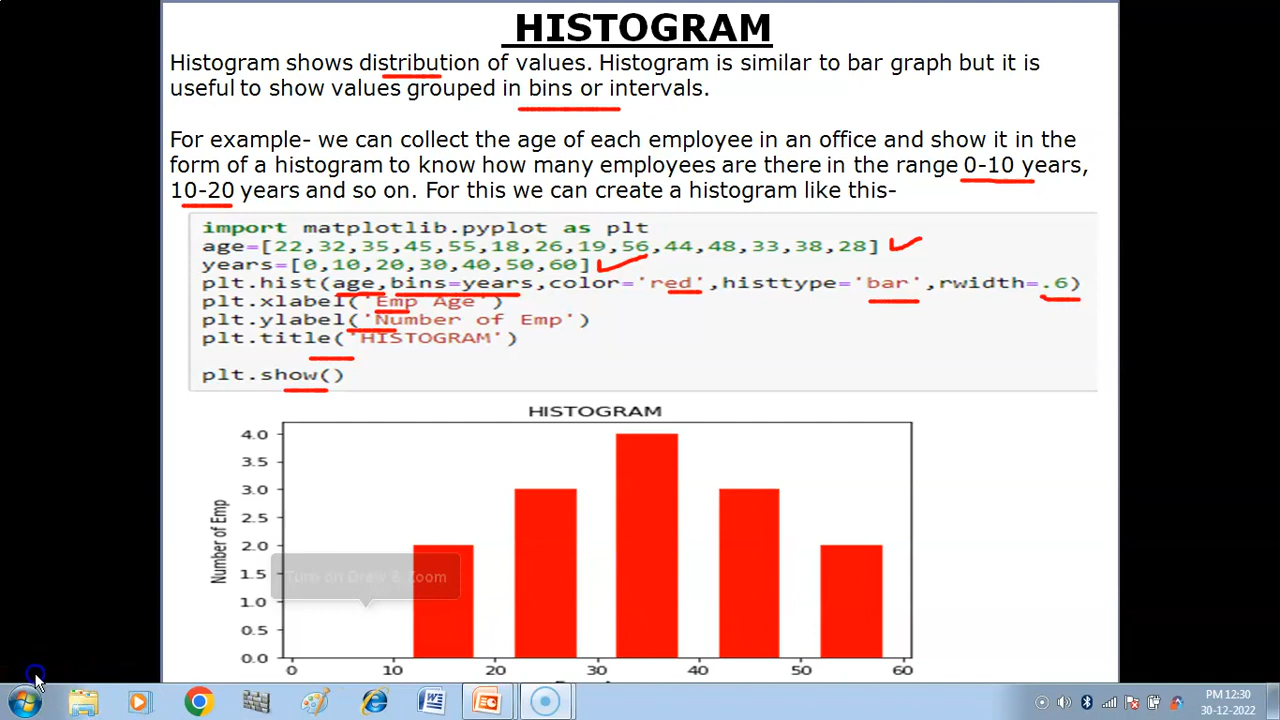 HISTOGRAM
Histogram shows distribution of values. Histogram is similar to bar graph but it is
useful to show values grouped in bins or intervals.
For example- we can collect the age of each employee in an office and show it in the
form of a histogram to know how many employees are there in the range 0-10 years,
10-20 years and so on. For this we can create a histogram like this-
import matplotlib.pyplot as plt
age=[22,32,35,45,55,18,26,19,56,44,48,33,38,28]
years=[0,10,20,30,40,50,60]
plt.hist(age,bins=years,color='red',histtype='bar',rwidth=.6)
plt.xlabel('Emp Age')
plt.ylabel('Number of Emp')
plt.title('HISTOGRAM')
plt.show()
HISTOGRAM
4.0
3.5
3.0
2.5
2.0
1.5
1.0
0.5
0.0
Number of Emp
Turn on Draw & Zoom
0 10 20 30 40 50 60
PM 12:30
30-12-2022